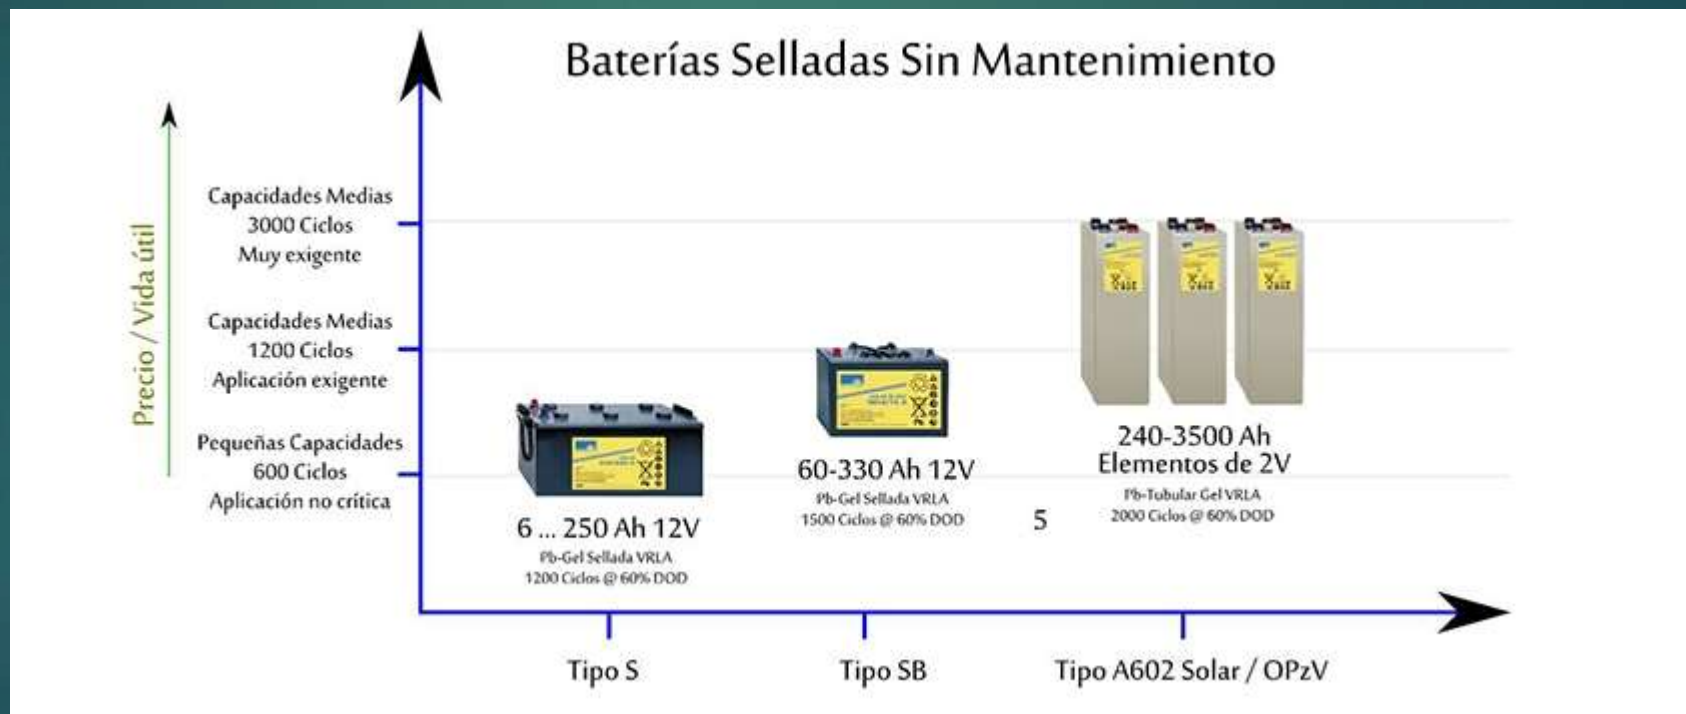 Baterías Selladas Sin Mantenimiento
Precio / Vida útil
Capacidades Medias
3000 Ciclos
Muy exigente
Capacidades Medias
1200 Ciclos
Aplicación exigente
Pequeñas Capacidades
600 Ciclos
Aplicación no crítica
6 ... 250 Ah 12V
Pb-Gel Sellada VRLA
1200 Ciclos @ 60% DOD
60-330 Ah 12V
Pb-Gel Sellada VRLA
1500 Ciclos @ 60% DOD
5
240-3500 Ah
Elementos de 2V
Pb-Tubular Gel VRLA
2000 Ciclos @ 60% DOD
Tipo S
Tipo SB
Tipo A602 Solar / OPzV